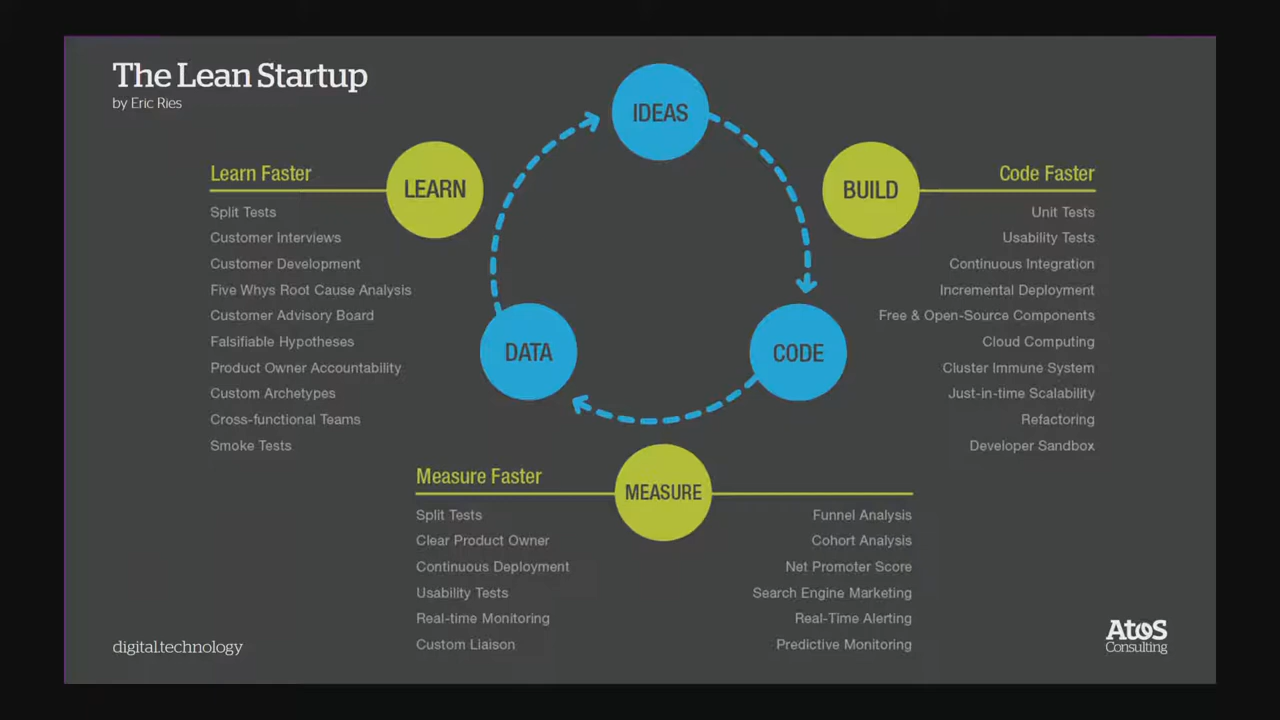 The Lean Startup
by Eric Ries
IDEAS
Learn Faster
LEARN
Split Tests
Customer Interviews
Customer Development
Five Whys Root Cause Analysis
Customer Advisory Board
Falsifiable Hypotheses
Product Owner Accountability
Custom Archetypes
Cross-functional Teams
Smoke Tests
BUILD
Code Faster
Unit Tests
Usability Tests
Continuous Integration
Incremental Deployment
Free & Open-Source Components
Cloud Computing
Cluster Immune System
Just-in-time Scalability
Refactoring
Developer Sandbox
DATA
CODE
Measure Faster
MEASURE
Split Tests
Clear Product Owner
Continuous Deployment
Usability Tests
Real-time Monitoring
Custom Liaison
Funnel Analysis
Cohort Analysis
Net Promoter Score
Search Engine Marketing
Real-Time Alerting
Predictive Monitoring
digital.technology
AtoS
Consulting